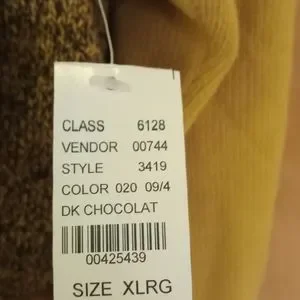 CLASS 6128
VENDOR 00744
STYLE 3419
COLOR 020 09/4
DK CHOCOLAT
00425439
SIZE XLRG